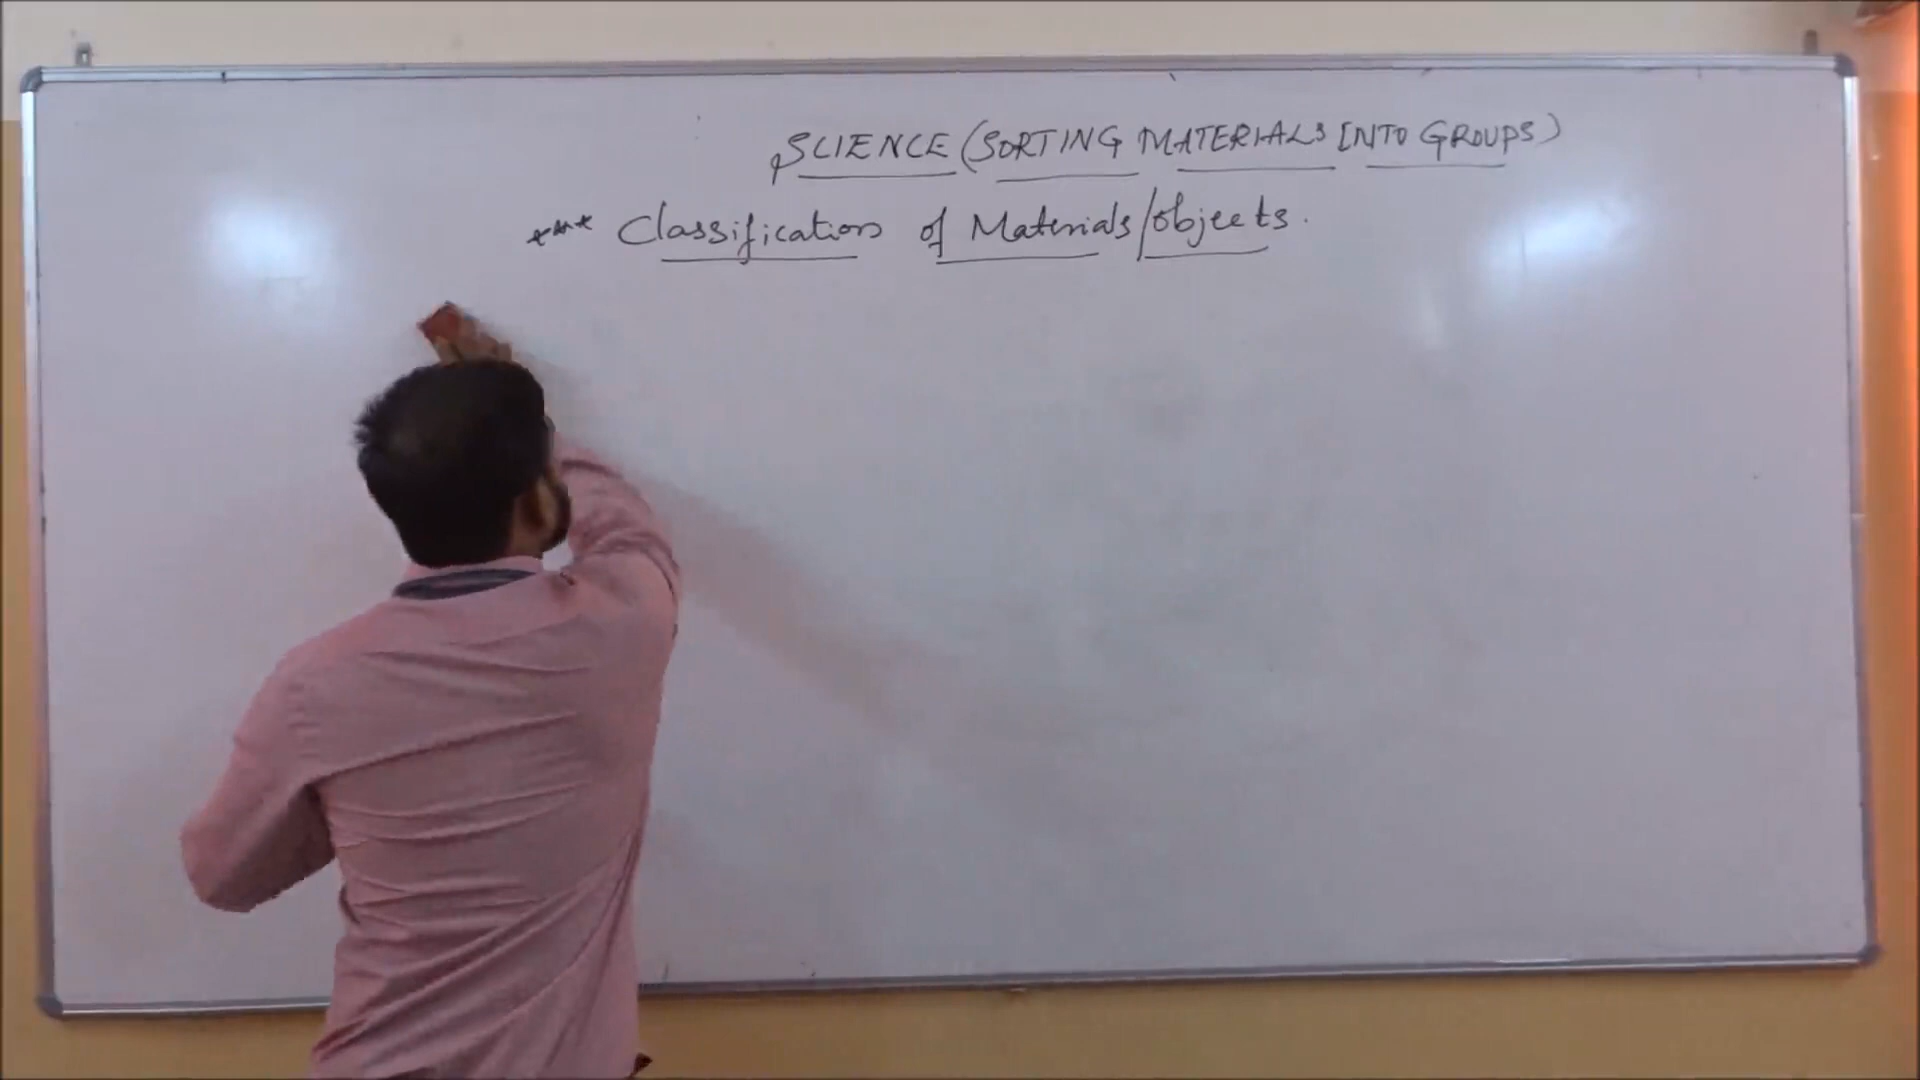 SCIENCE (SORTING MATERIALS INTO GROUPS)
*** Classification of Materials/objects.